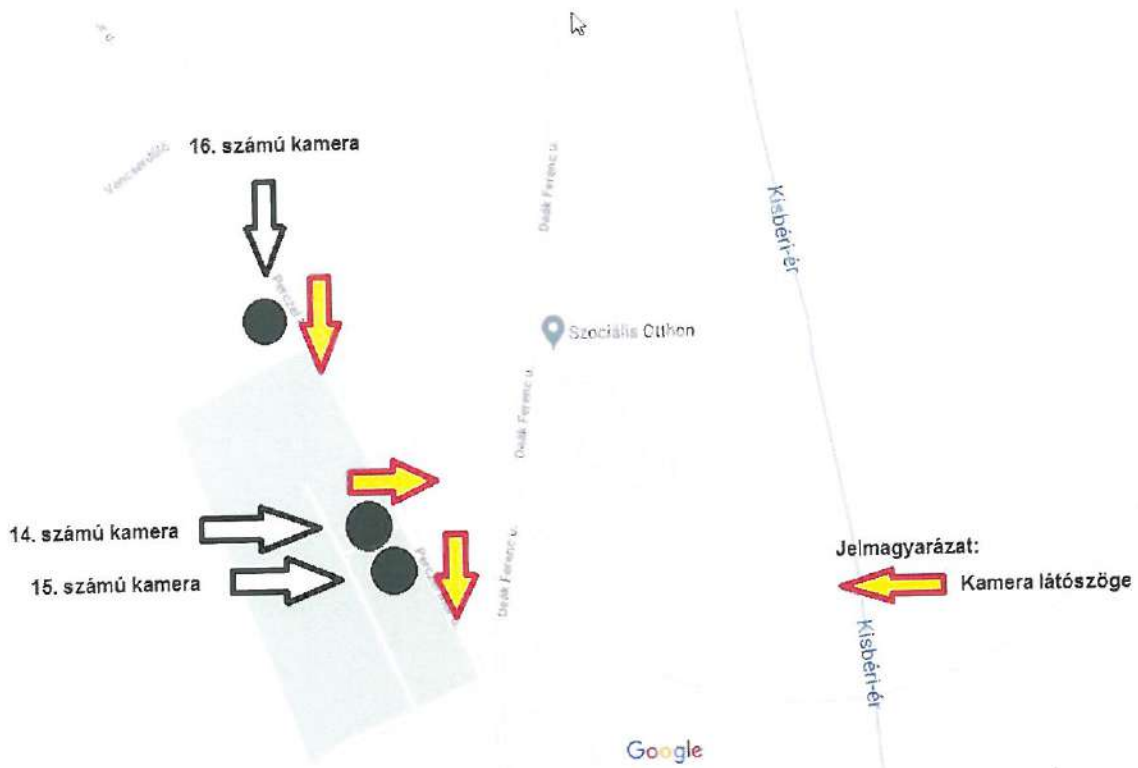 16. számú kamera
Deák Ferenc u.
Kisbéri-ér
Szociális Otthon
Deák Ferenc u.
14. számú kamera
15. számú kamera
Deák Ferenc u.
Jelmagyarázat:
Kamera látószöge
Kisbéri-ér
Google